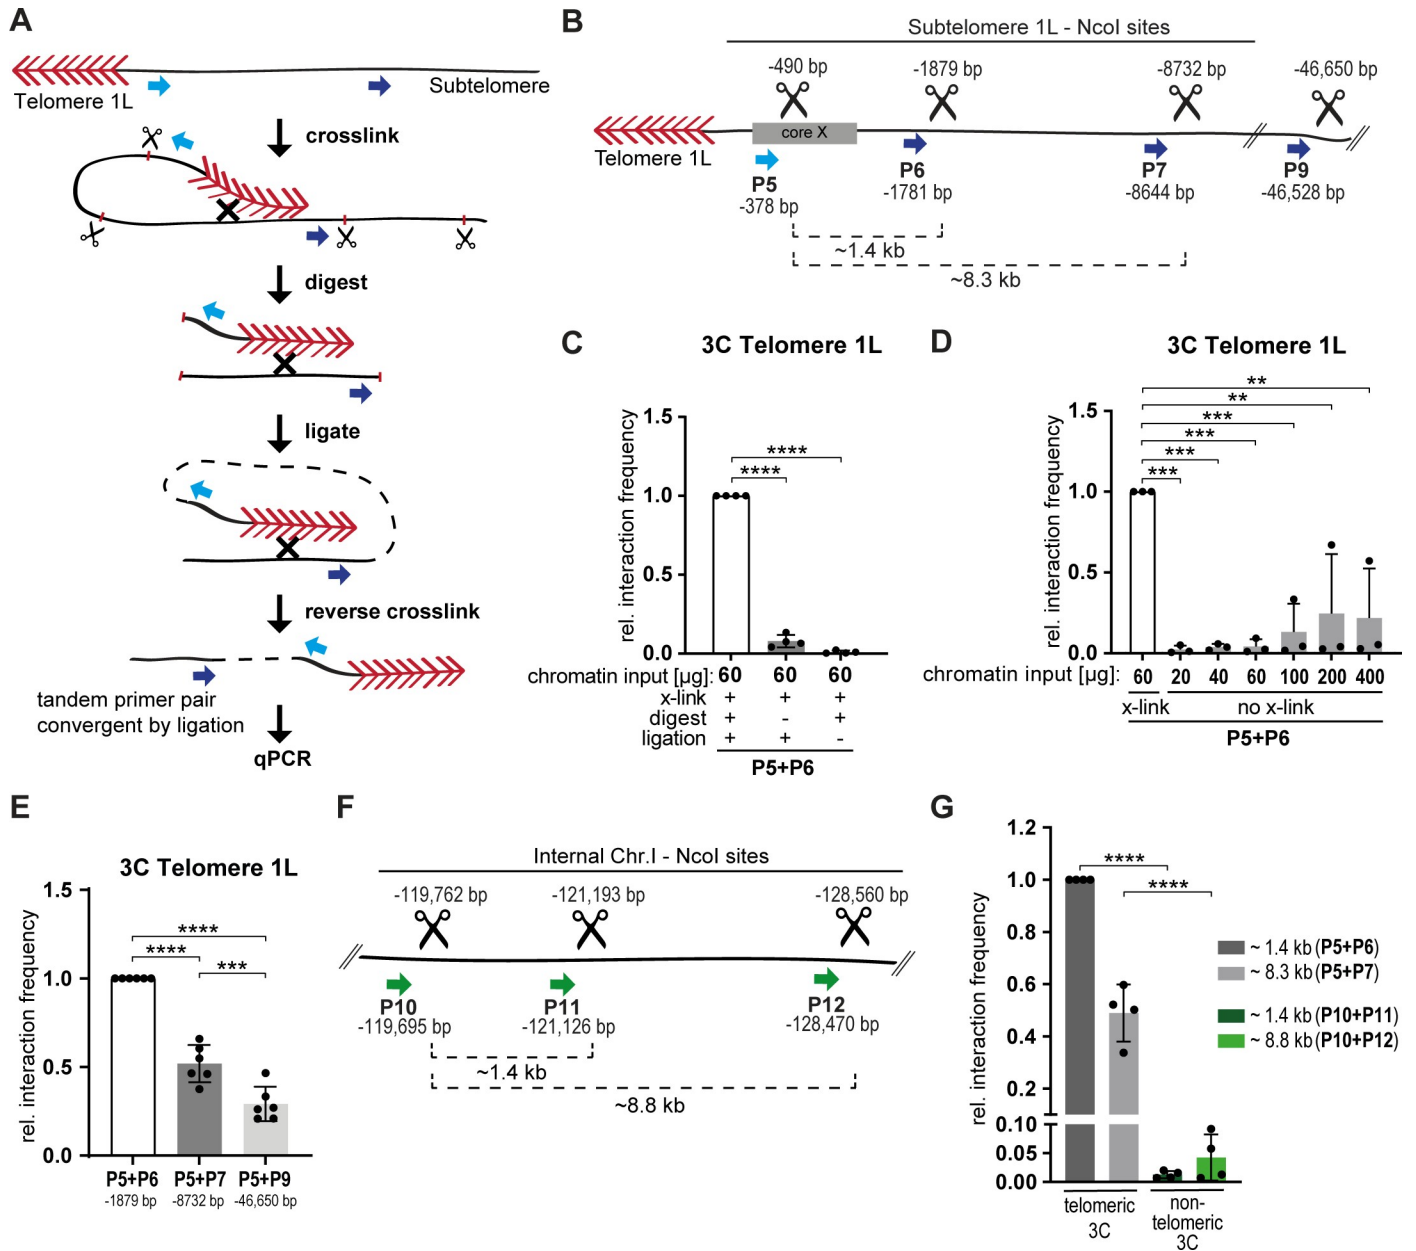 A
Telomere 1L
Subtelomere
crosslink
digest
ligate
reverse crosslink
tandem primer pair
convergent by ligation
qPCR
B
Subtelomere 1L - NcoI sites
-490 bp
-1879 bp
-8732 bp
-46,650 bp
core X
Telomere 1L
P5
-378 bp
P6
-1781 bp
P7
-8644 bp
P9
-46,528 bp
~1.4 kb
~8.3 kb
C
3C Telomere 1L
rel. interaction frequency
1.5
1.0
0.5
0.0
****
****
chromatin input [µg]: 60 60 60
x-link + + +
digest + - +
ligation + + -
P5+P6
D
3C Telomere 1L
rel. interaction frequency
1.5
1.0
0.5
0.0
**
**
***
***
***
***
chromatin input [µg]: 60 20 40 60 100 200 400
x-link no x-link
P5+P6
E
3C Telomere 1L
rel. interaction frequency
1.5
1.0
0.5
0.0
****
****
***
P5+P6 P5+P7 P5+P9
-1879 bp -8732 bp -46,650 bp
F
Internal Chr.I - NcoI sites
-119,762 bp
-121,193 bp
-128,560 bp
P10
-119,695 bp
P11
-121,126 bp
P12
-128,470 bp
~1.4 kb
~8.8 kb
G
rel. interaction frequency
1.2
1.0
0.8
0.6
0.4
0.2
0.10
0.05
0.00
****
****
~ 1.4 kb (P5+P6)
~ 8.3 kb (P5+P7)
~ 1.4 kb (P10+P11)
~ 8.8 kb (P10+P12)
telomeric
3C
non-
telomeric
3C